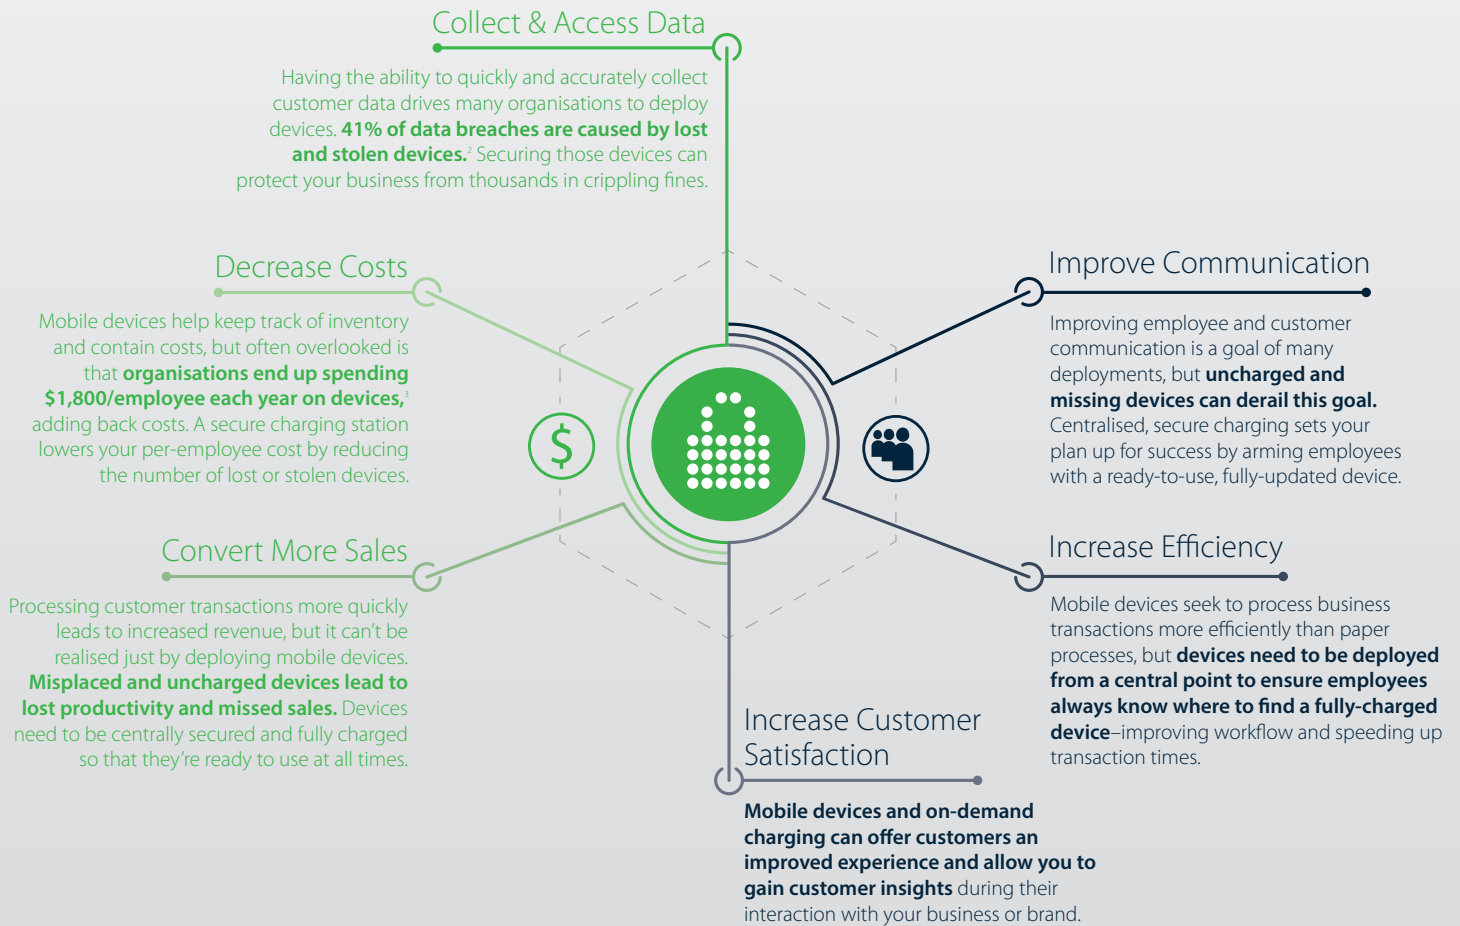 Collect & Access Data
Having the ability to quickly and accurately collect
customer data drives many organisations to deploy
devices. 41% of data breaches are caused by lost
and stolen devices.² Securing those devices can
protect your business from thousands in crippling fines.
Decrease Costs
Mobile devices help keep track of inventory
and contain costs, but often overlooked is
that organisations end up spending
$1,800/employee each year on devices,³
adding back costs. A secure charging station
lowers your per-employee cost by reducing
the number of lost or stolen devices.
Convert More Sales
Processing customer transactions more quickly
leads to increased revenue, but it can't be
realised just by deploying mobile devices.
Misplaced and uncharged devices lead to
lost productivity and missed sales. Devices
need to be centrally secured and fully charged
so that they're ready to use at all times.
$
Improve Communication
Improving employee and customer
communication is a goal of many
deployments, but uncharged and
missing devices can derail this goal.
Centralised, secure charging sets your
plan up for success by arming employees
with a ready-to-use, fully-updated device.
Increase Efficiency
Mobile devices seek to process business
transactions more efficiently than paper
processes, but devices need to be deployed
from a central point to ensure employees
always know where to find a fully-charged
device–improving workflow and speeding up
transaction times.
Increase Customer
Satisfaction
Mobile devices and on-demand
charging can offer customers an
improved experience and allow you to
gain customer insights during their
interaction with your business or brand.